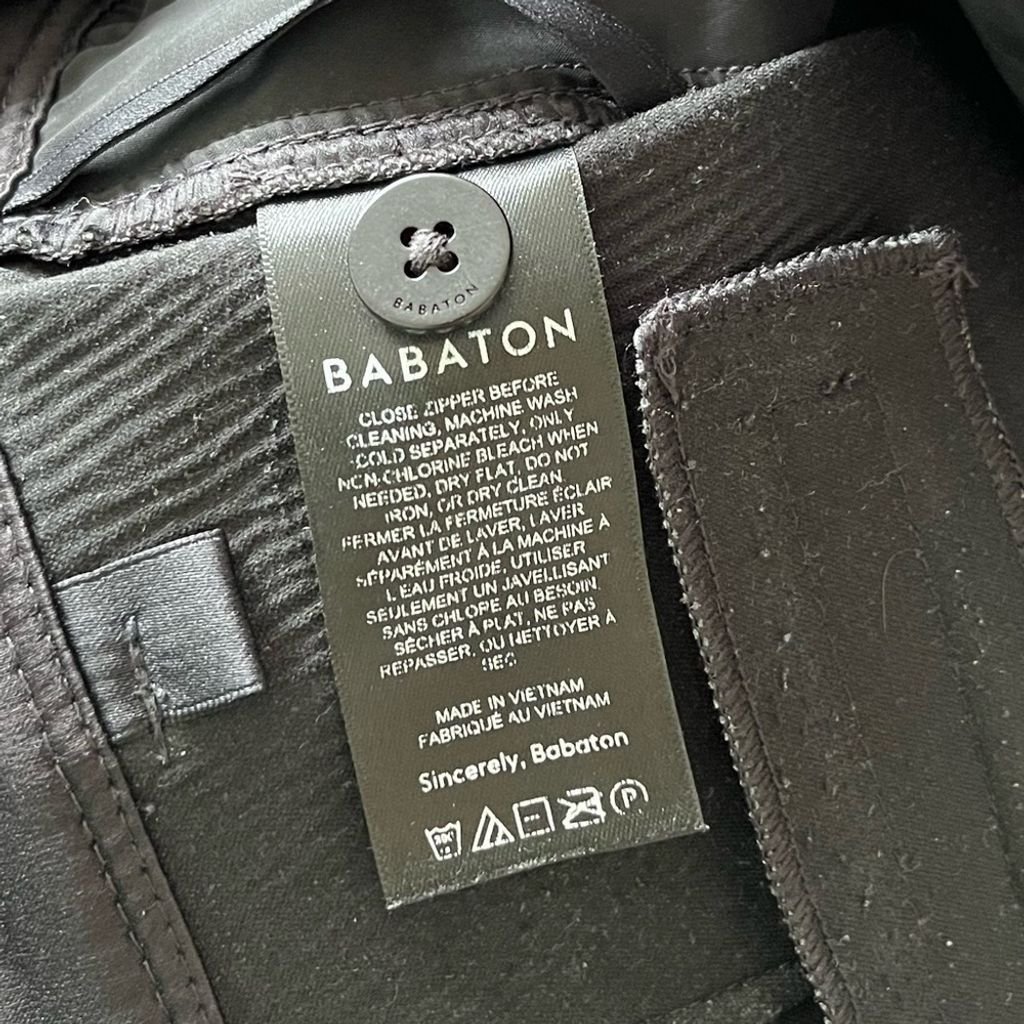 BABATON
BABATON
CLOSE ZIPPER BEFORE
CLEANING, MACHINE WASH
COLD SEPARATELY, ONLY
NON-CHLORINE BLEACH WHEN
NEEDED, DRY FLAT, DO NOT
IRON, OR DRY CLEAN
FERMER LA FERMETURE ÉCLAIR
AVANT DE LAVER, LAVER
SÉPARÉMENT À LA MACHINE À
L'EAU FROIDE, UTILISER
SEULEMENT UN JAVELLISANT
SANS CHLORE AU BESOIN,
SÉCHER À PLAT, NE PAS
REPASSER, OU NETTOYER À
SEC
MADE IN VIETNAM
FABRIQUÉ AU VIETNAM
Sincerely, Babaton
P